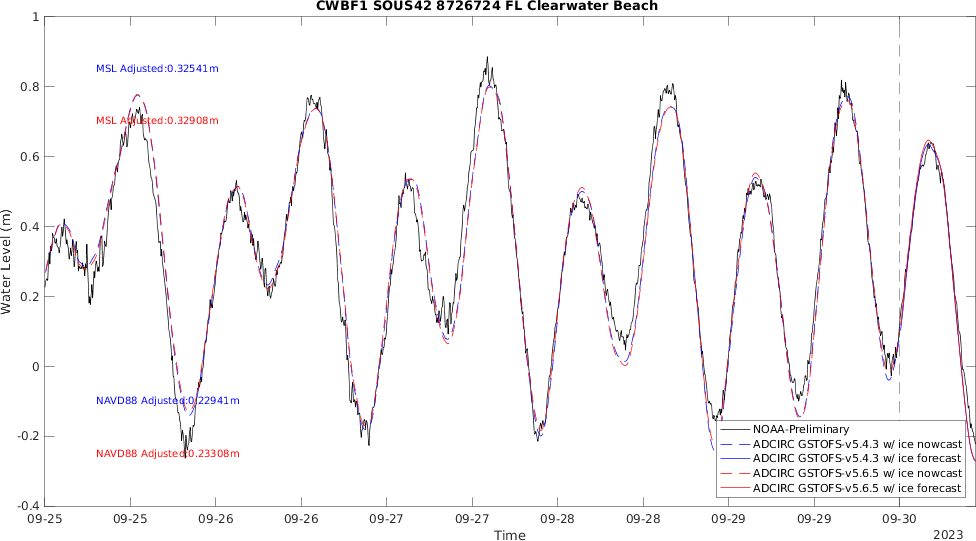 CWBF1 SOUS42 8726724 FL Clearwater Beach
1
0.8
0.6
0.4
0.2
0
-0.2
-0.4
Water Level (m)
MSL Adjusted:0.32541m
MSL Adjusted:0.32908m
NAVD88 Adjusted:0.22941m
NAVD88 Adjusted:0.23308m
NOAA-Preliminary
ADCIRC GSTOFS-v5.4.3 w/ ice nowcast
ADCIRC GSTOFS-v5.4.3 w/ ice forecast
ADCIRC GSTOFS-v5.6.5 w/ ice nowcast
ADCIRC GSTOFS-v5.6.5 w/ ice forecast
09-25 09-25 09-26 09-26 09-27 09-27 09-28 09-28 09-29 09-29 09-30
Time
2023